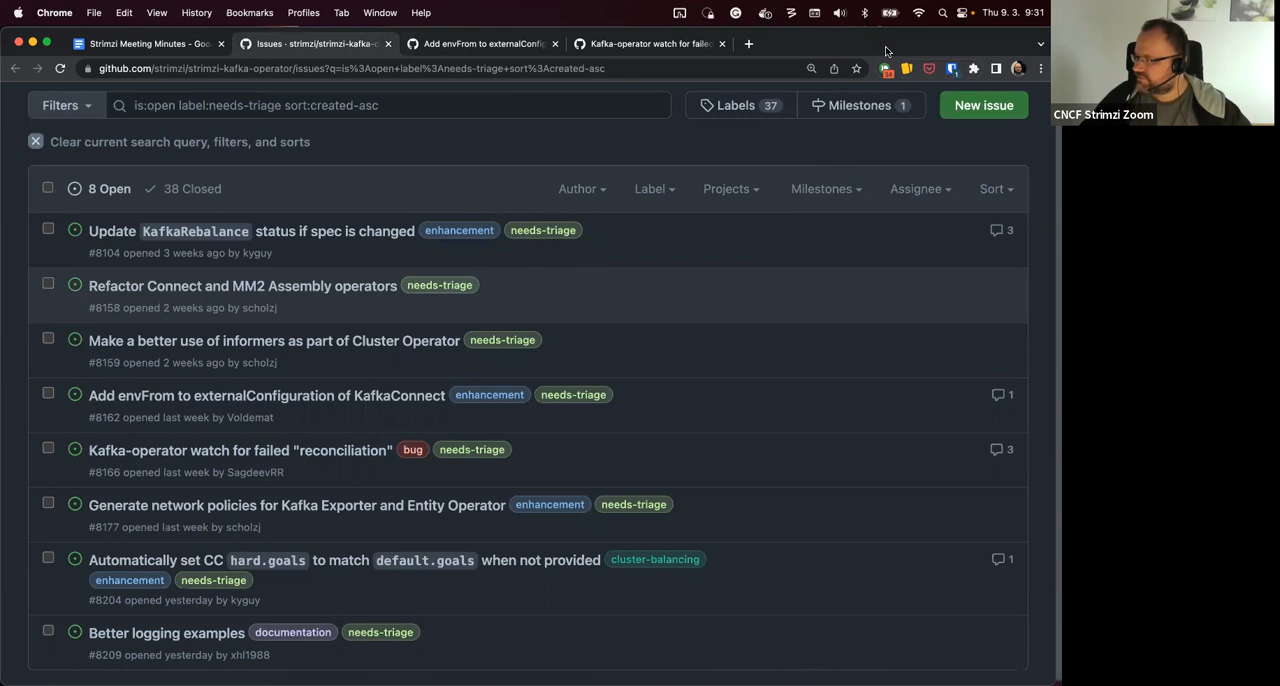 Chrome File Edit View History Bookmarks Profiles Tab Window Help Thu 9. 3. 9:31
Strimzi Meeting Minutes - Goo Issues · strimzi/strimzi-kafka-o Add envFrom to externalConfig Kafka-operator watch for failed
github.com/strimzi/strimzi-kafka-operator/issues?q=is%3Aopen+label%3Aneeds-triage+sort%3Acreated-asc 34 1
CNCF Strimzi Zoom
Filters is:open label:needs-triage sort:created-asc Labels 37 Milestones 1 New issue
Clear current search query, filters, and sorts
8 Open 38 Closed Author Label Projects Milestones Assignee Sort
Update KafkaRebalance status if spec is changed enhancement needs-triage 3
#8104 opened 3 weeks ago by kyguy
Refactor Connect and MM2 Assembly operators needs-triage
#8158 opened 2 weeks ago by scholzj
Make a better use of informers as part of Cluster Operator needs-triage
#8159 opened 2 weeks ago by scholzj
Add envFrom to externalConfiguration of KafkaConnect enhancement needs-triage 1
#8162 opened last week by Voldemat
Kafka-operator watch for failed "reconciliation" bug needs-triage 3
#8166 opened last week by SagdeevRR
Generate network policies for Kafka Exporter and Entity Operator enhancement needs-triage
#8177 opened last week by scholzj
Automatically set CC hard.goals to match default.goals when not provided cluster-balancing 1
enhancement needs-triage
#8204 opened yesterday by kyguy
Better logging examples documentation needs-triage
#8209 opened yesterday by xhl1988